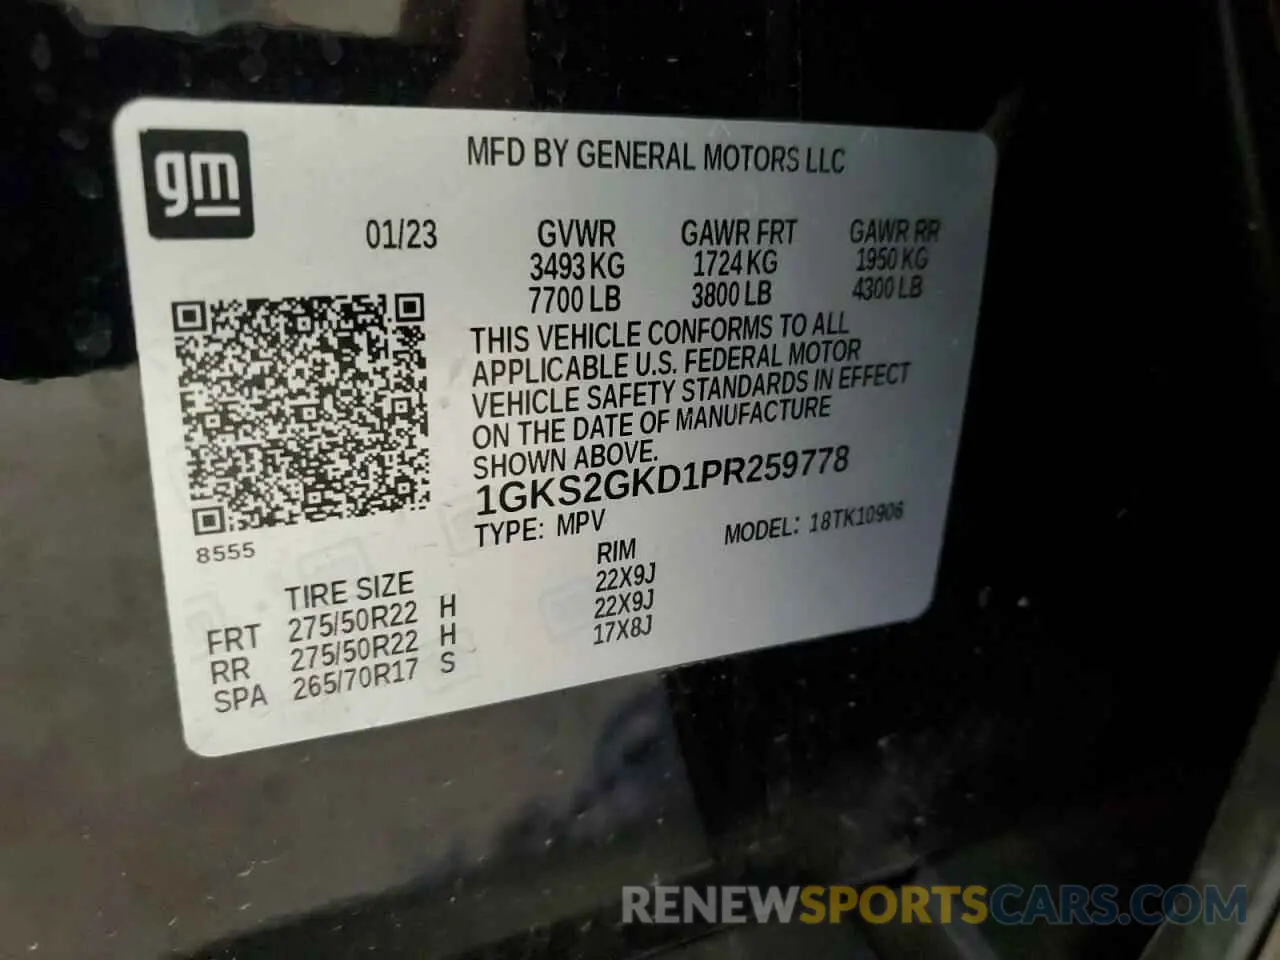 gm
MFD BY GENERAL MOTORS LLC
01/23
GVWR GAWR FRT GAWR RR
3493 KG 1724 KG 1950 KG
7700 LB 3800 LB 4300 LB
THIS VEHICLE CONFORMS TO ALL
APPLICABLE U.S. FEDERAL MOTOR
VEHICLE SAFETY STANDARDS IN EFFECT
ON THE DATE OF MANUFACTURE
SHOWN ABOVE.
1GKS2GKD1PR259778
TYPE: MPV MODEL: 18TK10906
8555
TIRE SIZE RIM
FRT 275/50R22 H 22X9J
RR 275/50R22 H 22X9J
SPA 265/70R17 S 17X8J
RENEWSPORTSCARS.COM